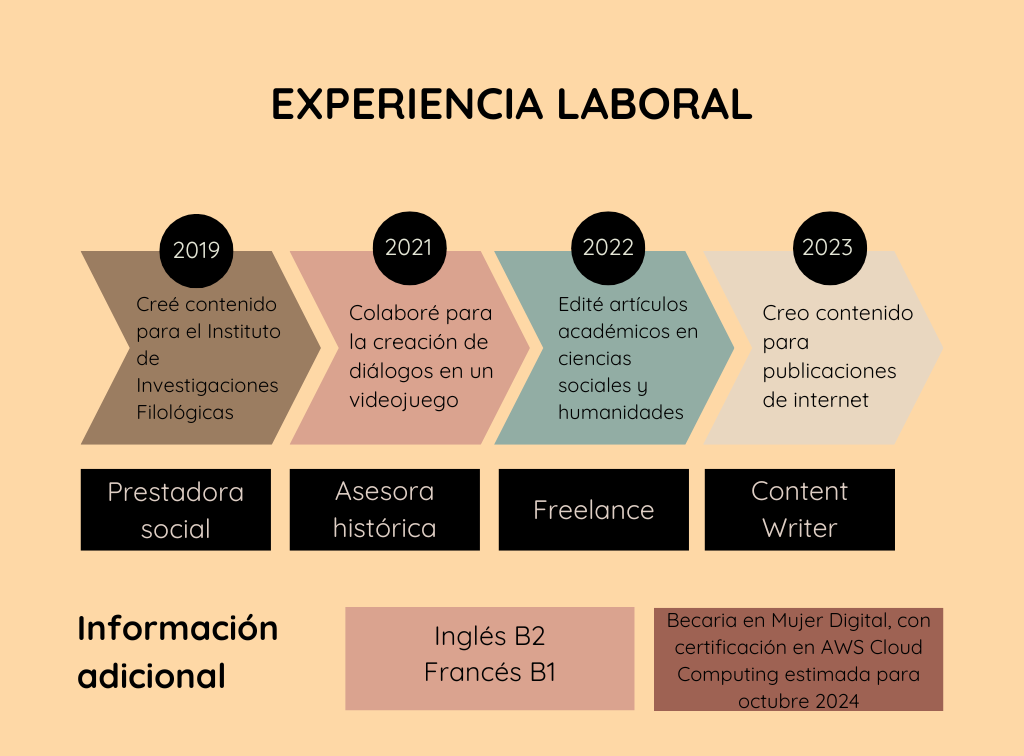 EXPERIENCIA LABORAL
2019
Creé contenido
para el Instituto
de
Investigaciones
Filológicas
Prestadora
social
2021
Colaboré para
la creación de
diálogos en un
videojuego
Asesora
histórica
2022
Edité artículos
académicos en
ciencias
sociales y
humanidades
Freelance
2023
Creo contenido
para
publicaciones
de internet
Content
Writer
Información
adicional
Inglés B2
Francés B1
Becaria en Mujer Digital, con
certificación en AWS Cloud
Computing estimada para
octubre 2024